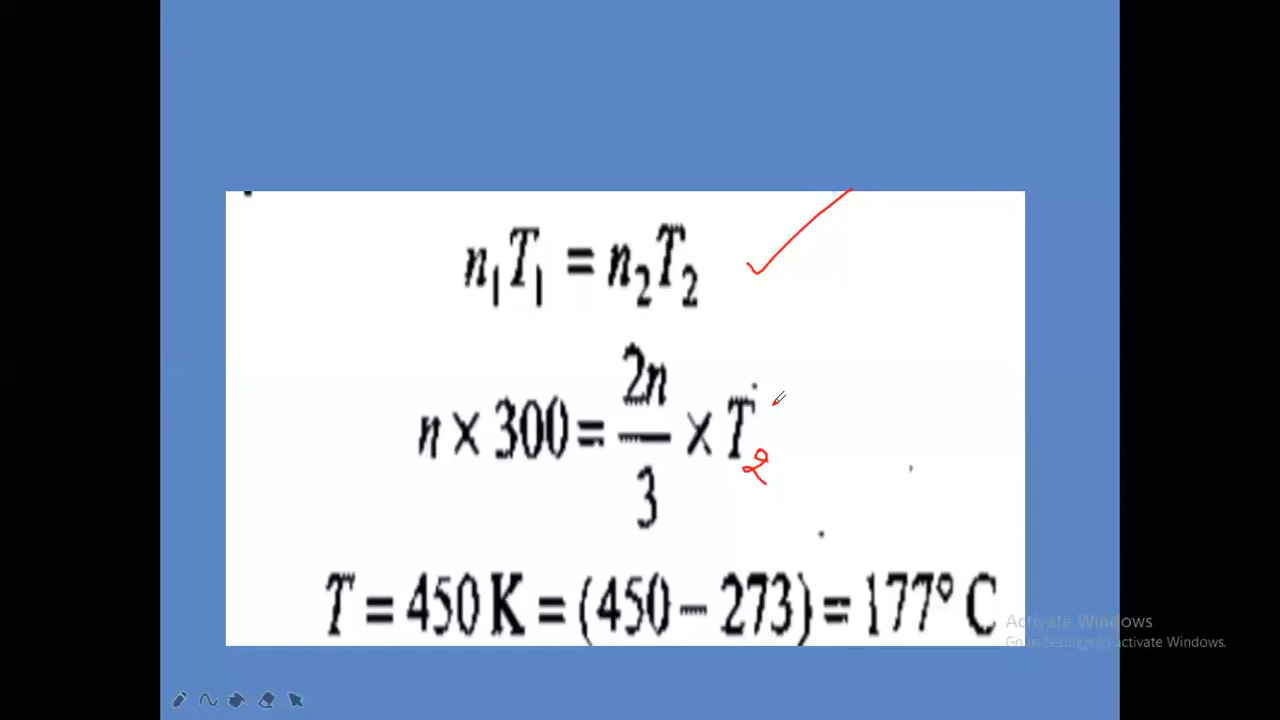 n₁T₁ = n₂T₂
n × 300 = 2n/3 × T₂
T = 450 K = (450 − 273) = 177° C
Activate Windows
Go to Settings to activate Windows.